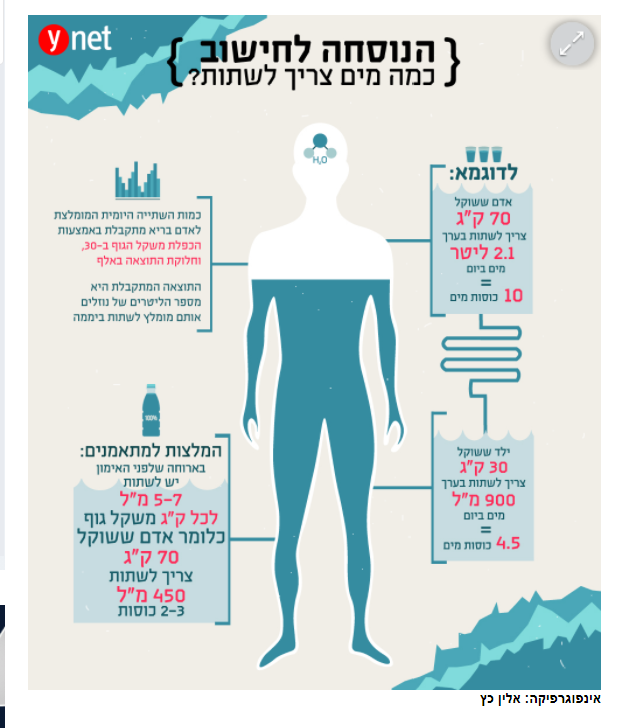 ynet
{ הנוסחה לחישוב
כמה מים צריך לשתות? }
H₂O
לדוגמא:
אדם ששוקל
70 ק"ג
צריך לשתות בערך
2.1 ליטר
מים ביום
=
10 כוסות מים
כמות השתייה היומית המומלצת
לאדם בריא מתקבלת באמצעות
הכפלת משקל הגוף ב-30,
וחלוקת התוצאה באלף
התוצאה המתקבלת היא
מספר הליטרים של נוזלים
אותם מומלץ לשתות ביממה
ילד ששוקל
30 ק"ג
צריך לשתות בערך
900 מ"ל
מים ביום
=
4.5 כוסות מים
100%
המלצות למתאמנים:
בארוחה שלפני האימון
יש לשתות
5-7 מ"ל
לכל ק"ג משקל גוף
כלומר אדם ששוקל
70 ק"ג
צריך לשתות
450 מ"ל
2-3 כוסות
אינפוגרפיקה: אלין כץ